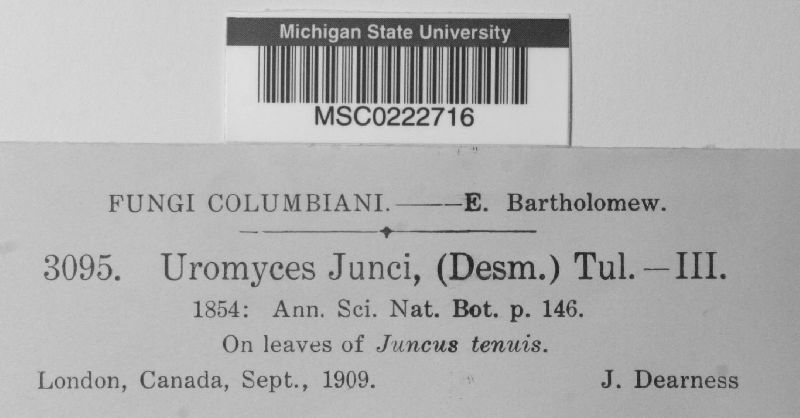 Michigan State University
MSC0222716
FUNGI COLUMBIANI.——E. Bartholomew.
3095. Uromyces Junci, (Desm.) Tul.—III.
1854: Ann. Sci. Nat. Bot. p. 146.
On leaves of Juncus tenuis.
London, Canada, Sept., 1909. J. Dearness